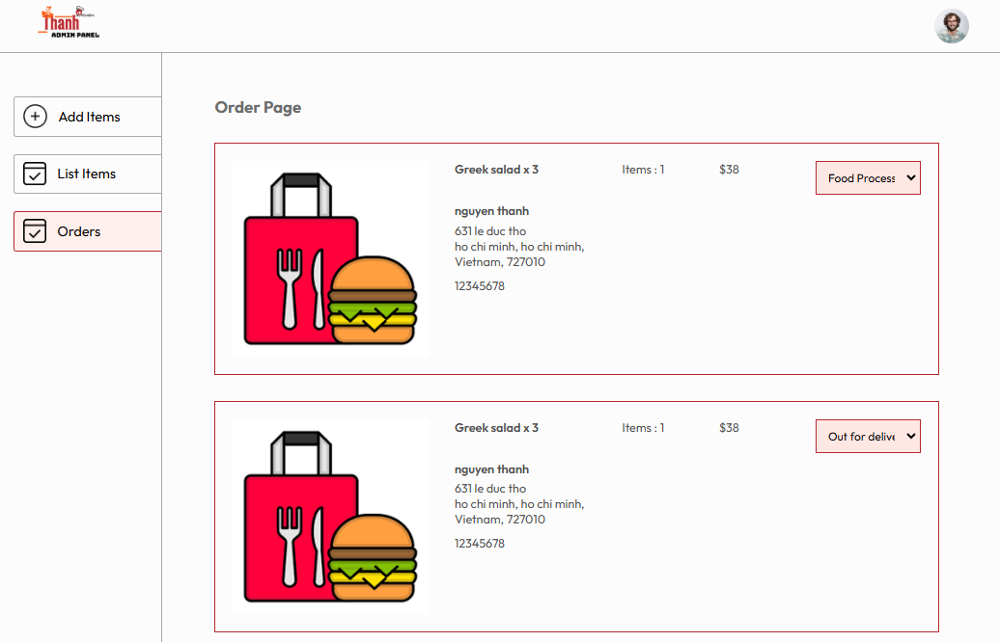 Thanh
ADMIN PANEL
Add Items
List Items
Orders
Order Page
Greek salad x 3
Items : 1
$38
Food Process
nguyen thanh
631 le duc tho
ho chi minh, ho chi minh,
Vietnam, 727010
12345678
Greek salad x 3
Items : 1
$38
Out for delive
nguyen thanh
631 le duc tho
ho chi minh, ho chi minh,
Vietnam, 727010
12345678